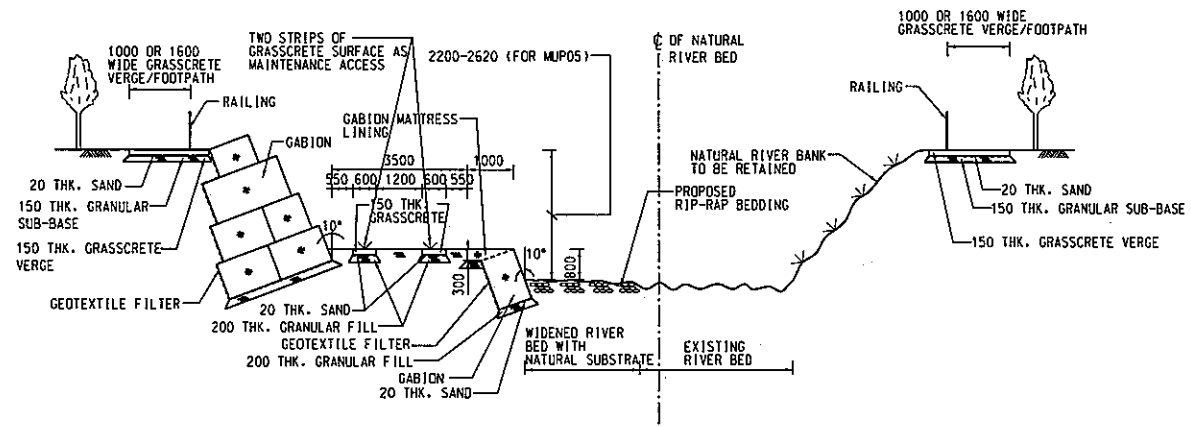 1000 OR 1600
WIDE GRASSCRETE
VERGE/FOOTPATH
RAILING
TWO STRIPS OF
GRASSCRETE SURFACE AS
MAINTENANCE ACCESS
2200-2620 (FOR MUP05)
℄ OF NATURAL
RIVER BED
1000 OR 1600 WIDE
GRASSCRETE VERGE/FOOTPATH
RAILING
GABION
GABION MATTRESS
LINING
3500
1000
550 600 1200 600 550
150 THK.
GRASSCRETE
NATURAL RIVER BANK
TO BE RETAINED
PROPOSED
RIP-RAP BEDDING
20 THK. SAND
150 THK. GRANULAR
SUB-BASE
150 THK. GRASSCRETE
VERGE
GEOTEXTILE FILTER
10°
10°
300
800
20 THK. SAND
200 THK. GRANULAR FILL
GEOTEXTILE FILTER
200 THK. GRANULAR FILL
GABION
20 THK. SAND
WIDENED RIVER
BED WITH
NATURAL SUBSTRATE
EXISTING
RIVER BED
20 THK. SAND
150 THK. GRANULAR SUB-BASE
150 THK. GRASSCRETE VERGE